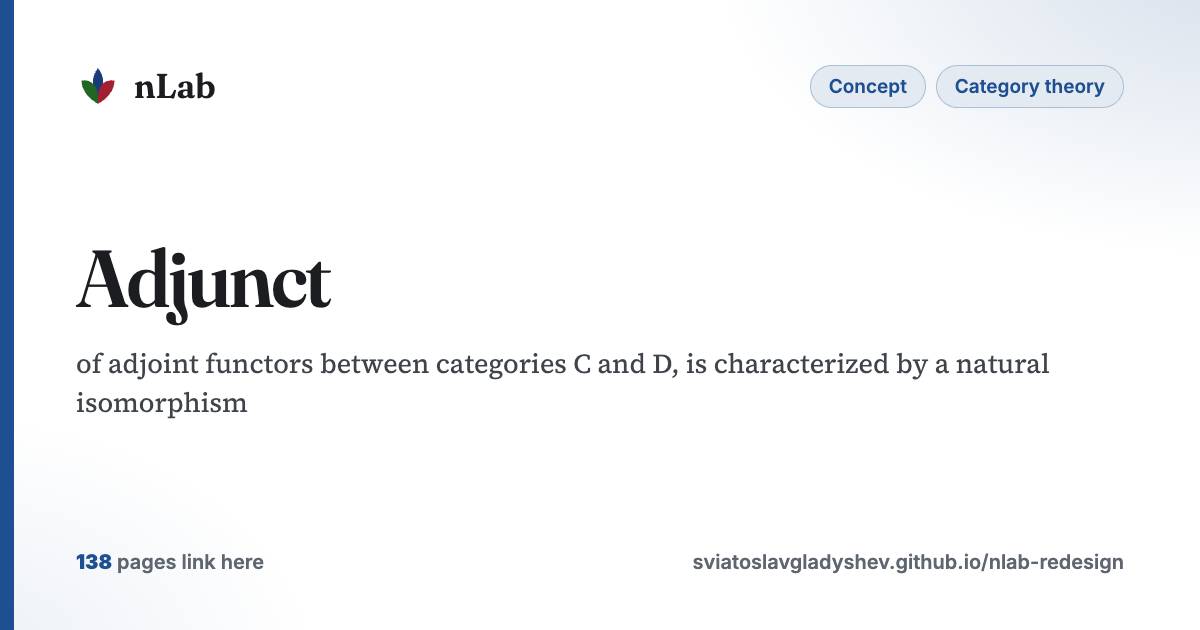 nLab
Concept
Category theory
Adjunct
of adjoint functors between categories C and D, is characterized by a natural
isomorphism
138 pages link here
sviatoslavgladyshev.github.io/nlab-redesign